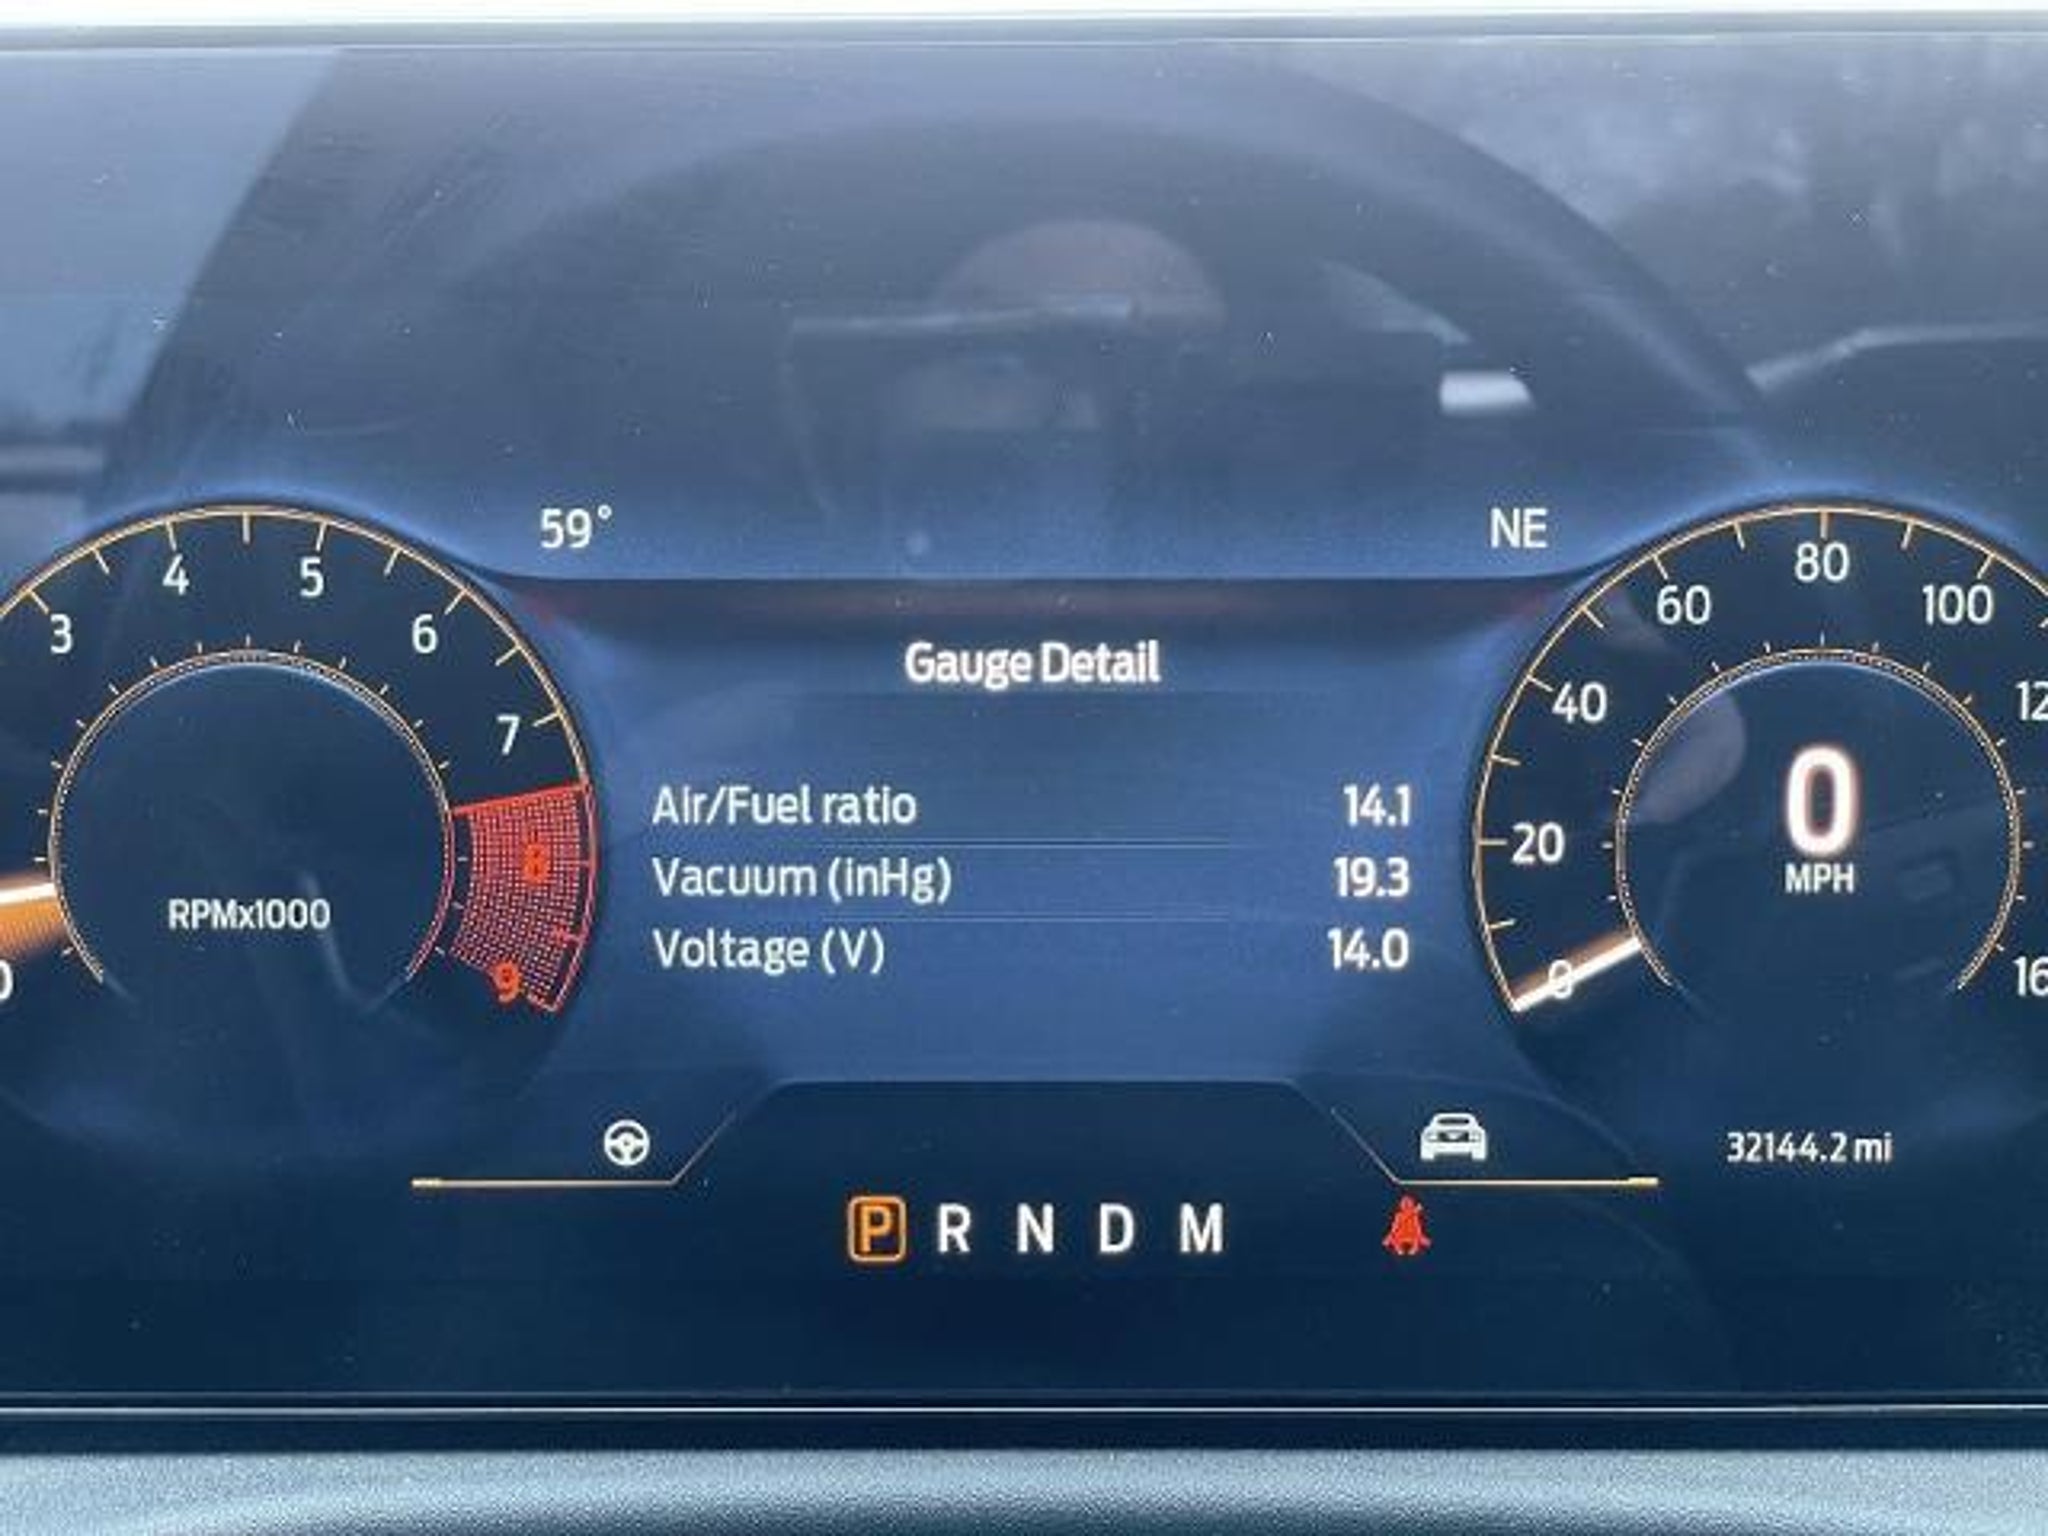 59° NE
3 4 5 6 7 8 9
0
RPMx1000
Gauge Detail
Air/Fuel ratio 14.1
Vacuum (inHg) 19.3
Voltage (V) 14.0
0 20 40 60 80 100
0
MPH
32144.2 mi
P R N D M